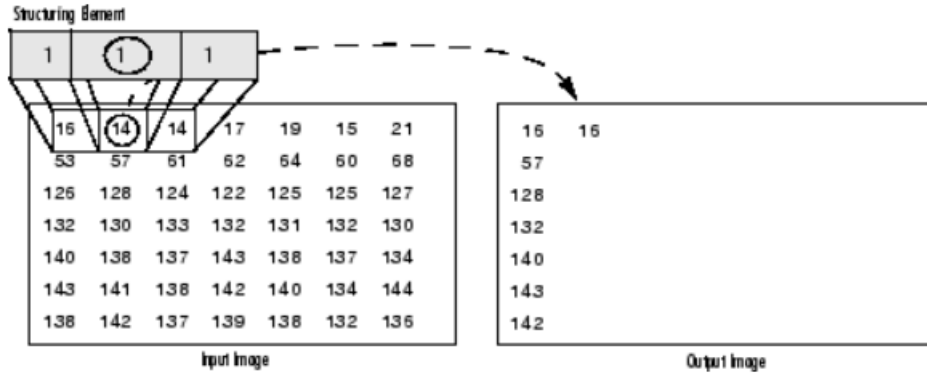 Structuring Element
1 1 1
16 14 14 17 19 15 21 16 16
53 57 61 62 64 60 68 57
126 128 124 122 125 125 127 128
132 130 133 132 131 132 130 132
140 138 137 143 138 137 134 140
143 141 138 142 140 134 144 143
138 142 137 139 138 132 136 142
Input Image Output Image